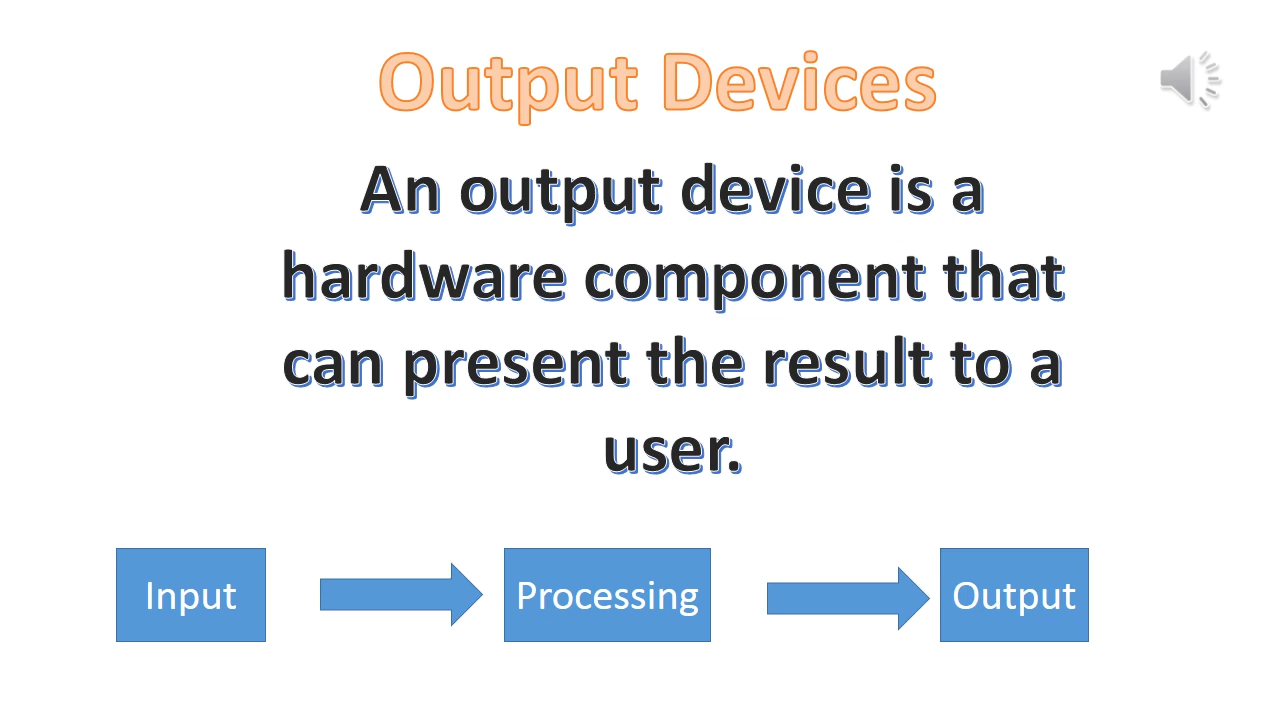 Output Devices
An output device is a
hardware component that
can present the result to a
user.
Input
Processing
Output